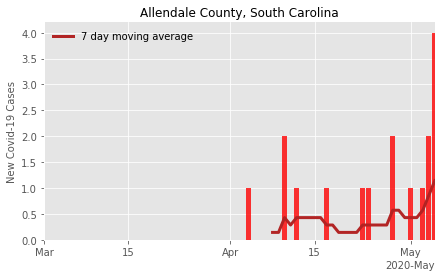 Allendale County, South Carolina
7 day moving average
New Covid-19 Cases
4.0
3.5
3.0
2.5
2.0
1.5
1.0
0.5
0.0
Mar
15
Apr
15
May
2020-May